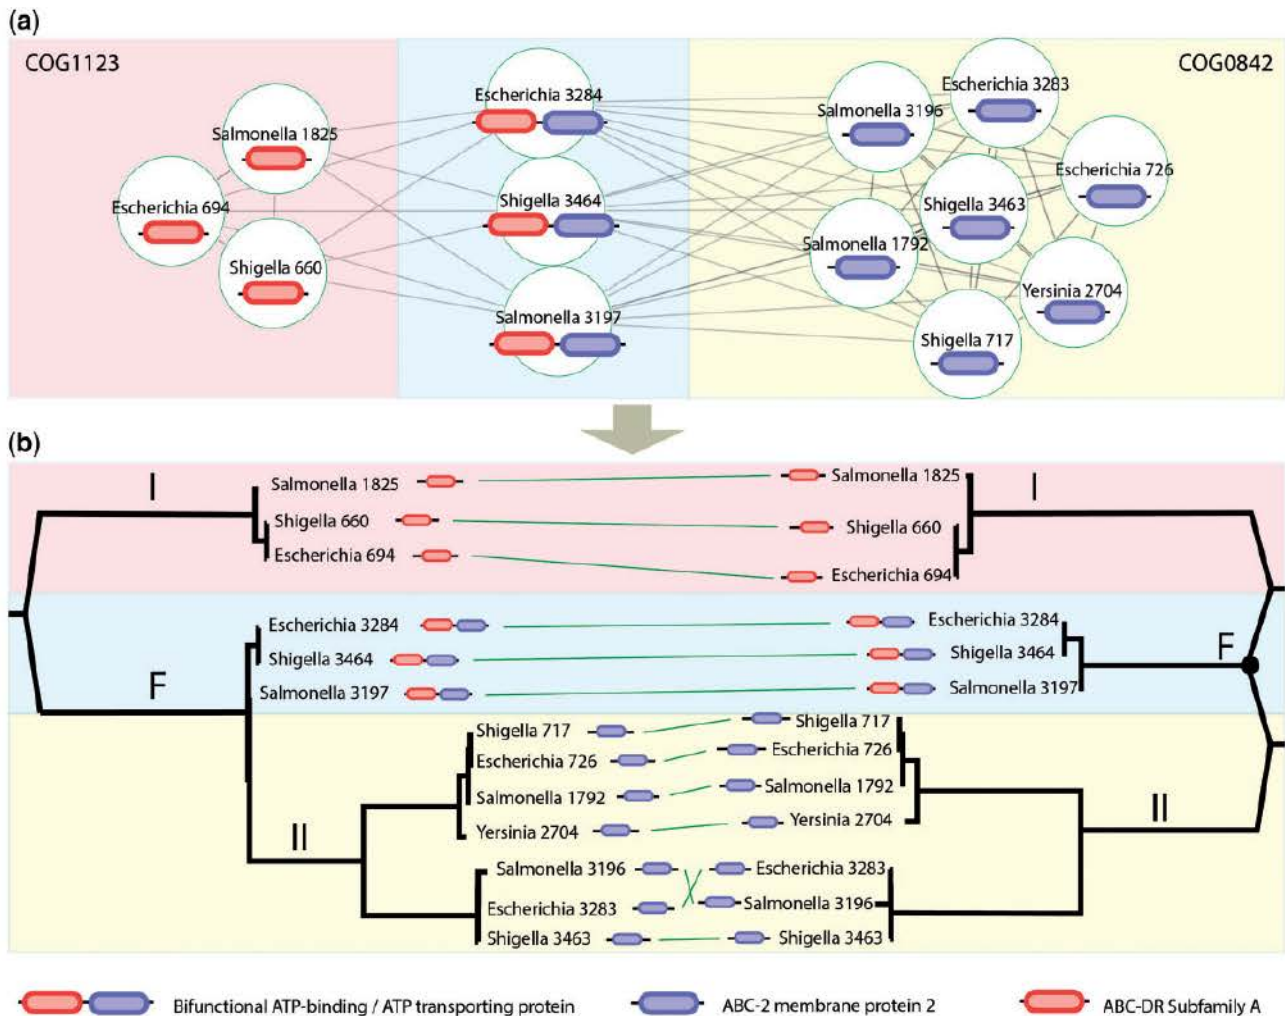 (a)
COG1123
COG0842
Escherichia 3284
Salmonella 1825
Escherichia 694
Shigella 660
Shigella 3464
Salmonella 3197
Salmonella 3196
Escherichia 3283
Escherichia 726
Shigella 3463
Salmonella 1792
Yersinia 2704
Shigella 717
(b)
I
Salmonella 1825
Shigella 660
Escherichia 694
Salmonella 1825
Shigella 660
Escherichia 694
I
F
Escherichia 3284
Shigella 3464
Salmonella 3197
Escherichia 3284
Shigella 3464
Salmonella 3197
F
II
Shigella 717
Escherichia 726
Salmonella 1792
Yersinia 2704
Salmonella 3196
Escherichia 3283
Shigella 3463
Shigella 717
Escherichia 726
Salmonella 1792
Yersinia 2704
Escherichia 3283
Salmonella 3196
Shigella 3463
II
Bifunctional ATP-binding / ATP transporting protein
ABC-2 membrane protein 2
ABC-DR Subfamily A